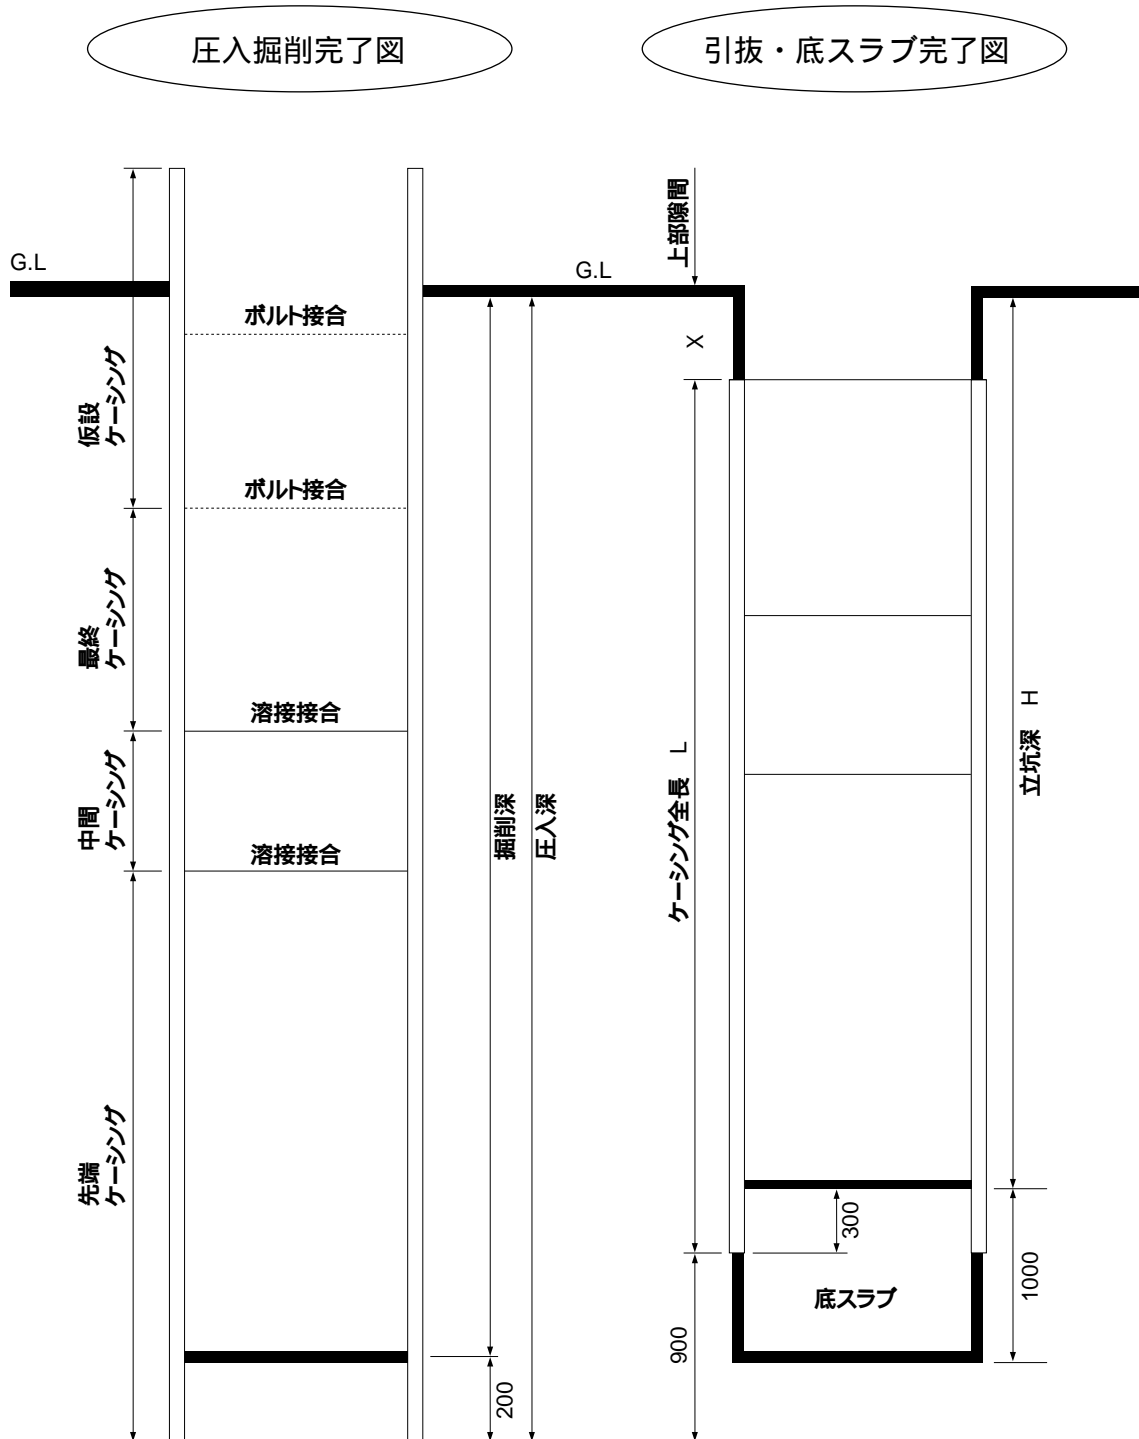 圧入掘削完了図
引抜・底スラブ完了図
G.L
ボルト接合
仮設
ケーシング
ボルト接合
最終
ケーシング
溶接接合
中間
ケーシング
溶接接合
先端
ケーシング
掘削深
圧入深
200
上部隙間
G.L
X
ケーシング全長 L
立坑深 H
300
底スラブ
900
1000